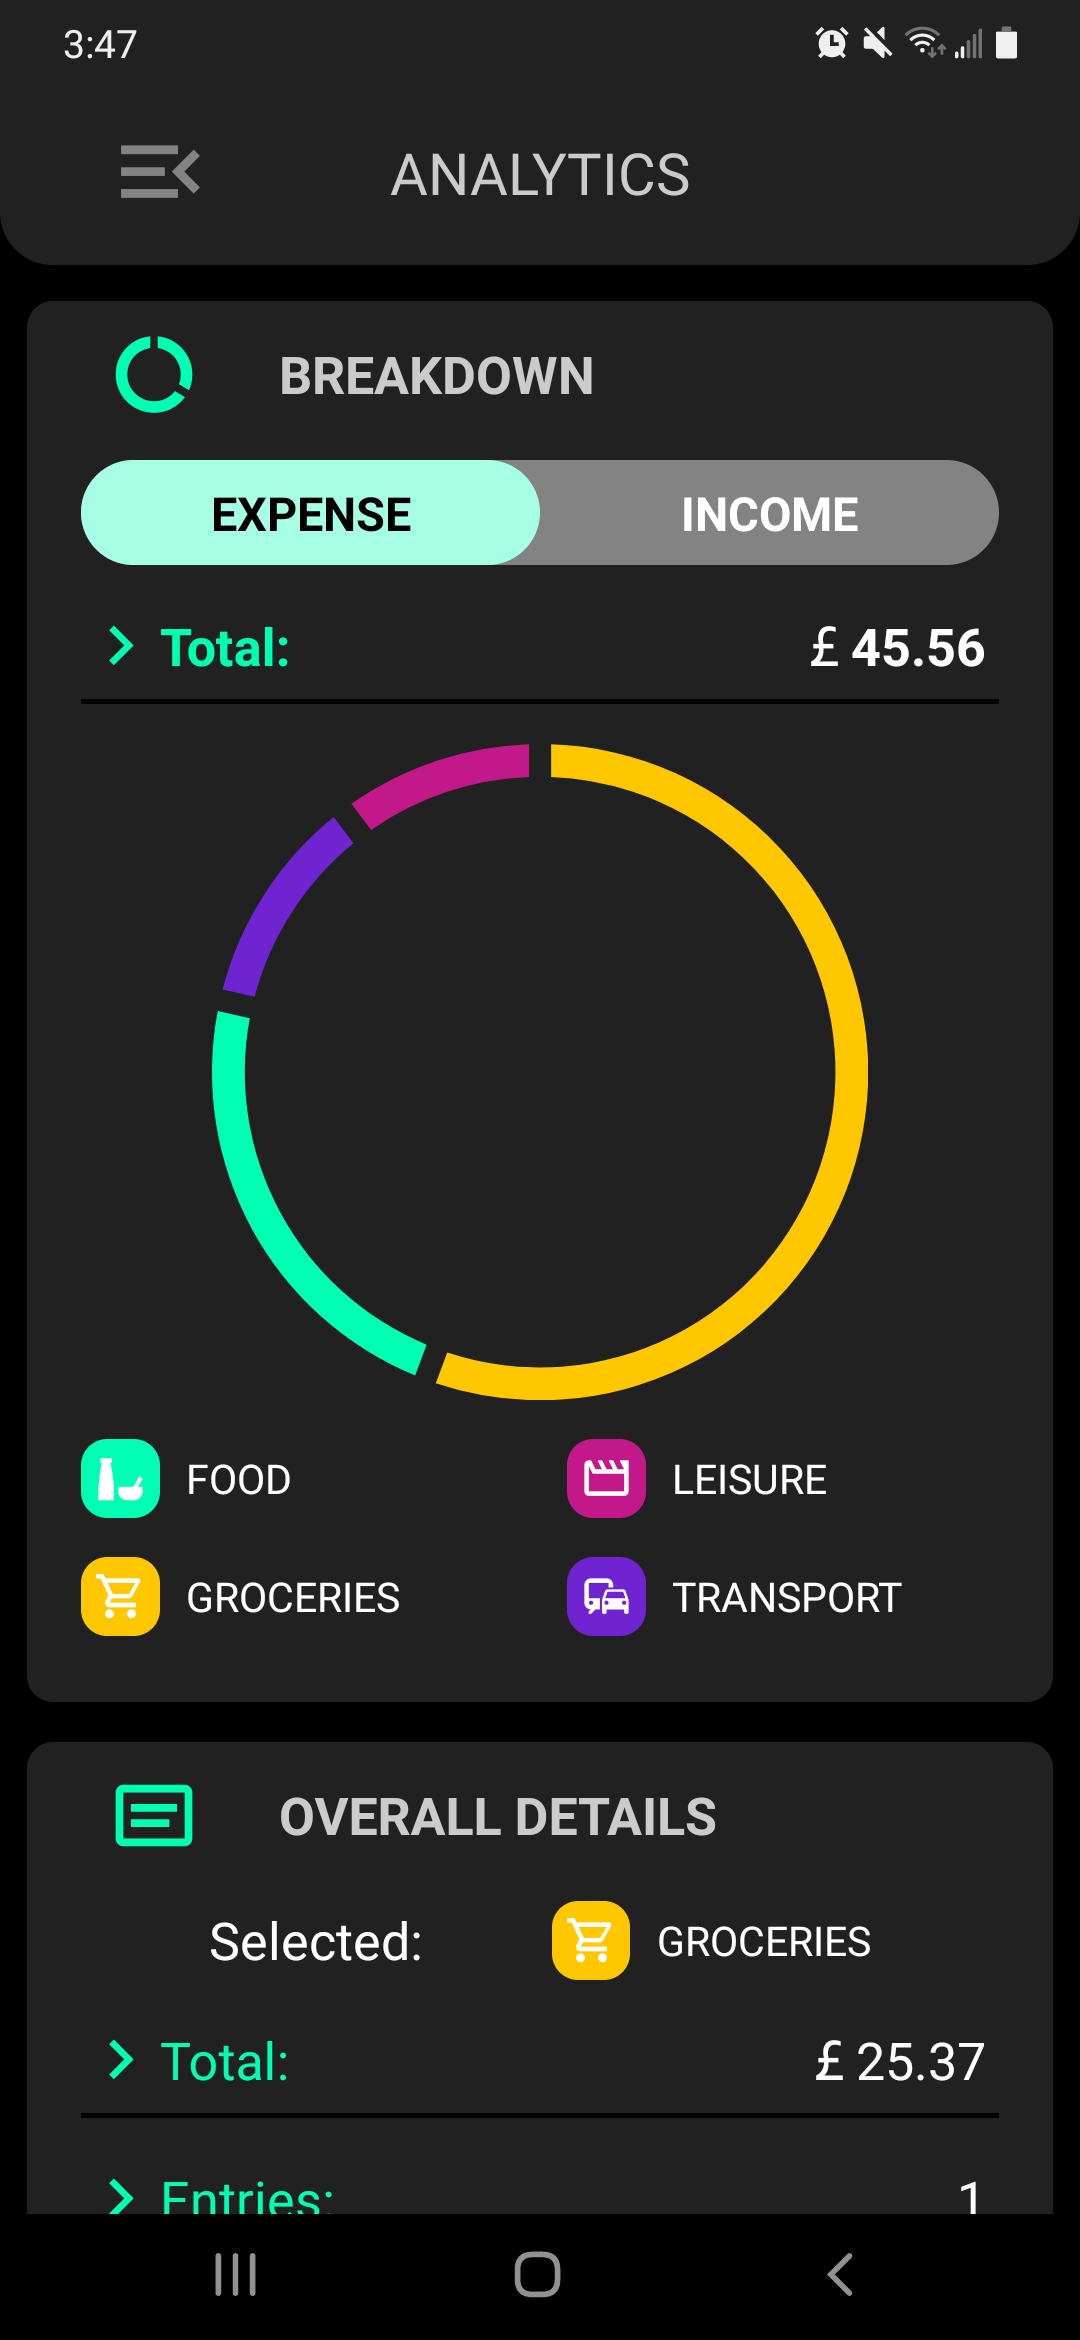 3:47
ANALYTICS
BREAKDOWN
EXPENSE INCOME
Total: £ 45.56
FOOD LEISURE
GROCERIES TRANSPORT
OVERALL DETAILS
Selected: GROCERIES
Total: £ 25.37
Entries: 1